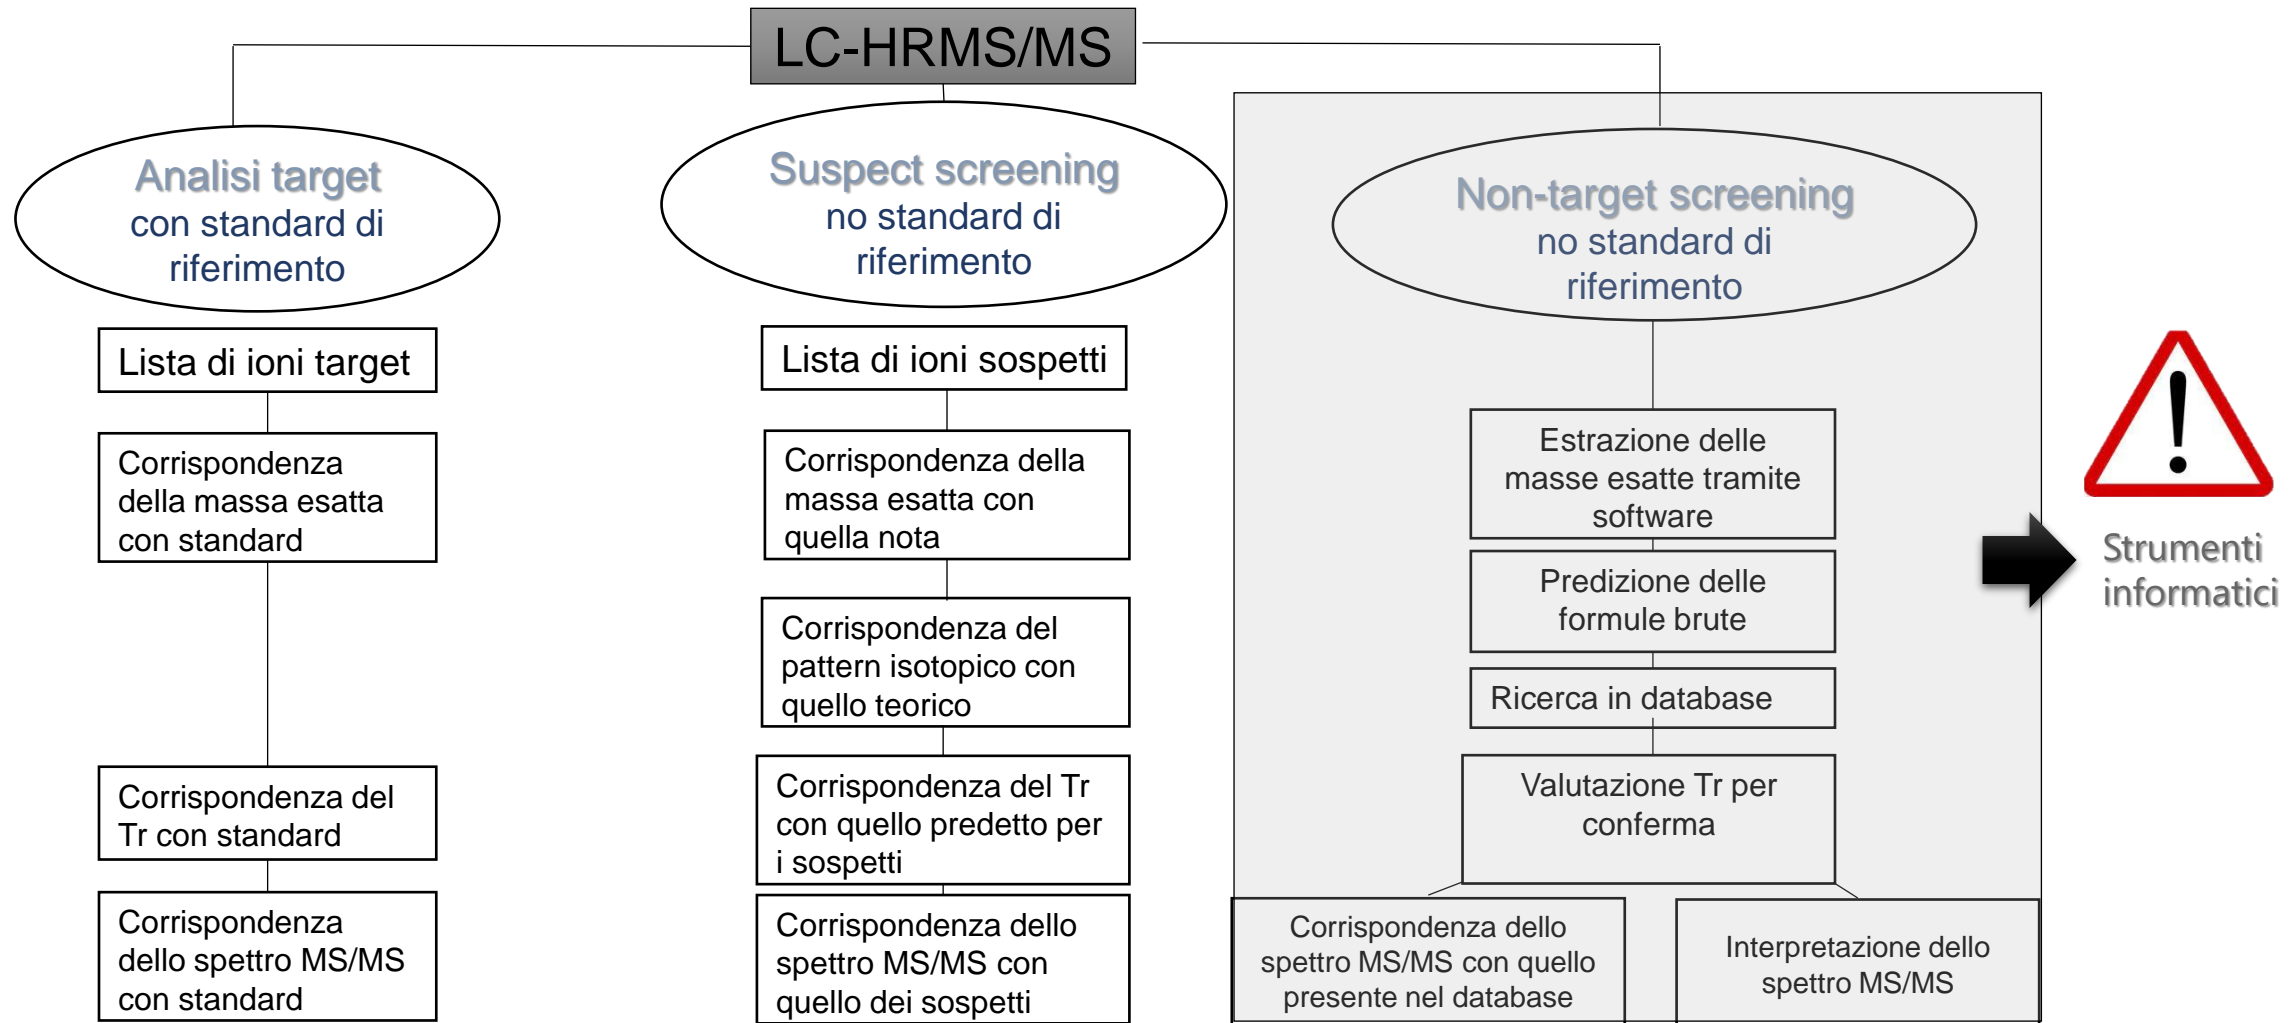 LC-HRMS/MS
Analisi target
con standard di
riferimento
Lista di ioni target
Corrispondenza
della massa esatta
con standard
Corrispondenza del
Tr con standard
Corrispondenza
dello spettro MS/MS
con standard
Suspect screening
no standard di
riferimento
Lista di ioni sospetti
Corrispondenza della
massa esatta con
quella nota
Corrispondenza del
pattern isotopico con
quello teorico
Corrispondenza del Tr
con quello predetto per
i sospetti
Corrispondenza dello
spettro MS/MS con
quello dei sospetti
Non-target screening
no standard di
riferimento
Estrazione delle
masse esatte tramite
software
Predizione delle
formule brute
Ricerca in database
Valutazione Tr per
conferma
Corrispondenza dello
spettro MS/MS con quello
presente nel database
Interpretazione dello
spettro MS/MS
!
Strumenti
informatici